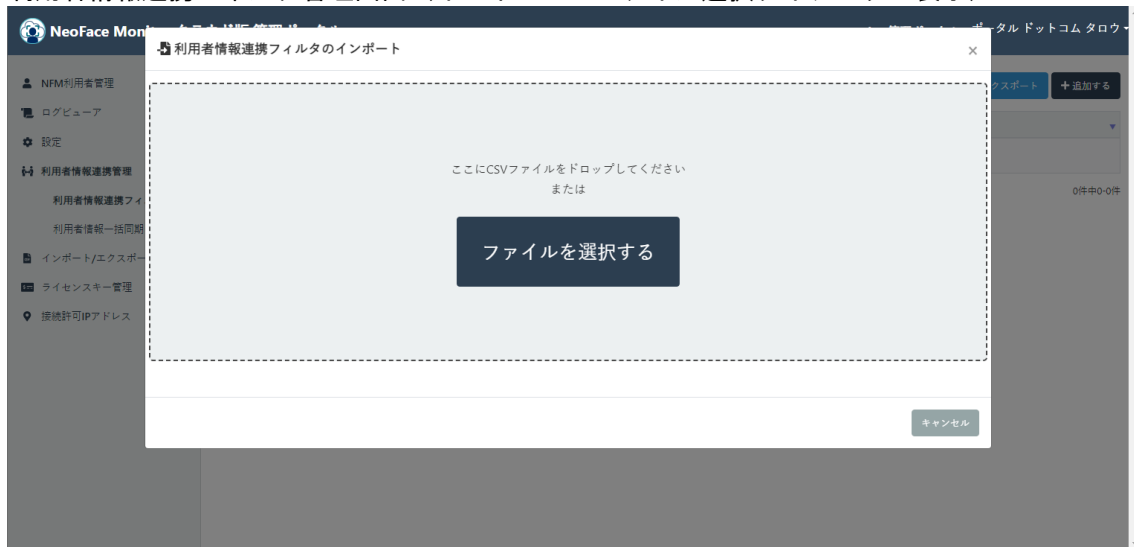 NeoFace Mon
タル ドットコム タロウ
利用者情報連携フィルタのインポート
×
NFM利用者管理
クスポート
+追加する
ログビューア
設定
利用者情報連携管理
ここにCSVファイルをドロップしてください
または
利用者情報連携フィ
0件中0-0件
利用者情報一括同期
ファイルを選択する
インポート/エクスポー
ライセンスキー管理
接続許可IPアドレス
キャンセル